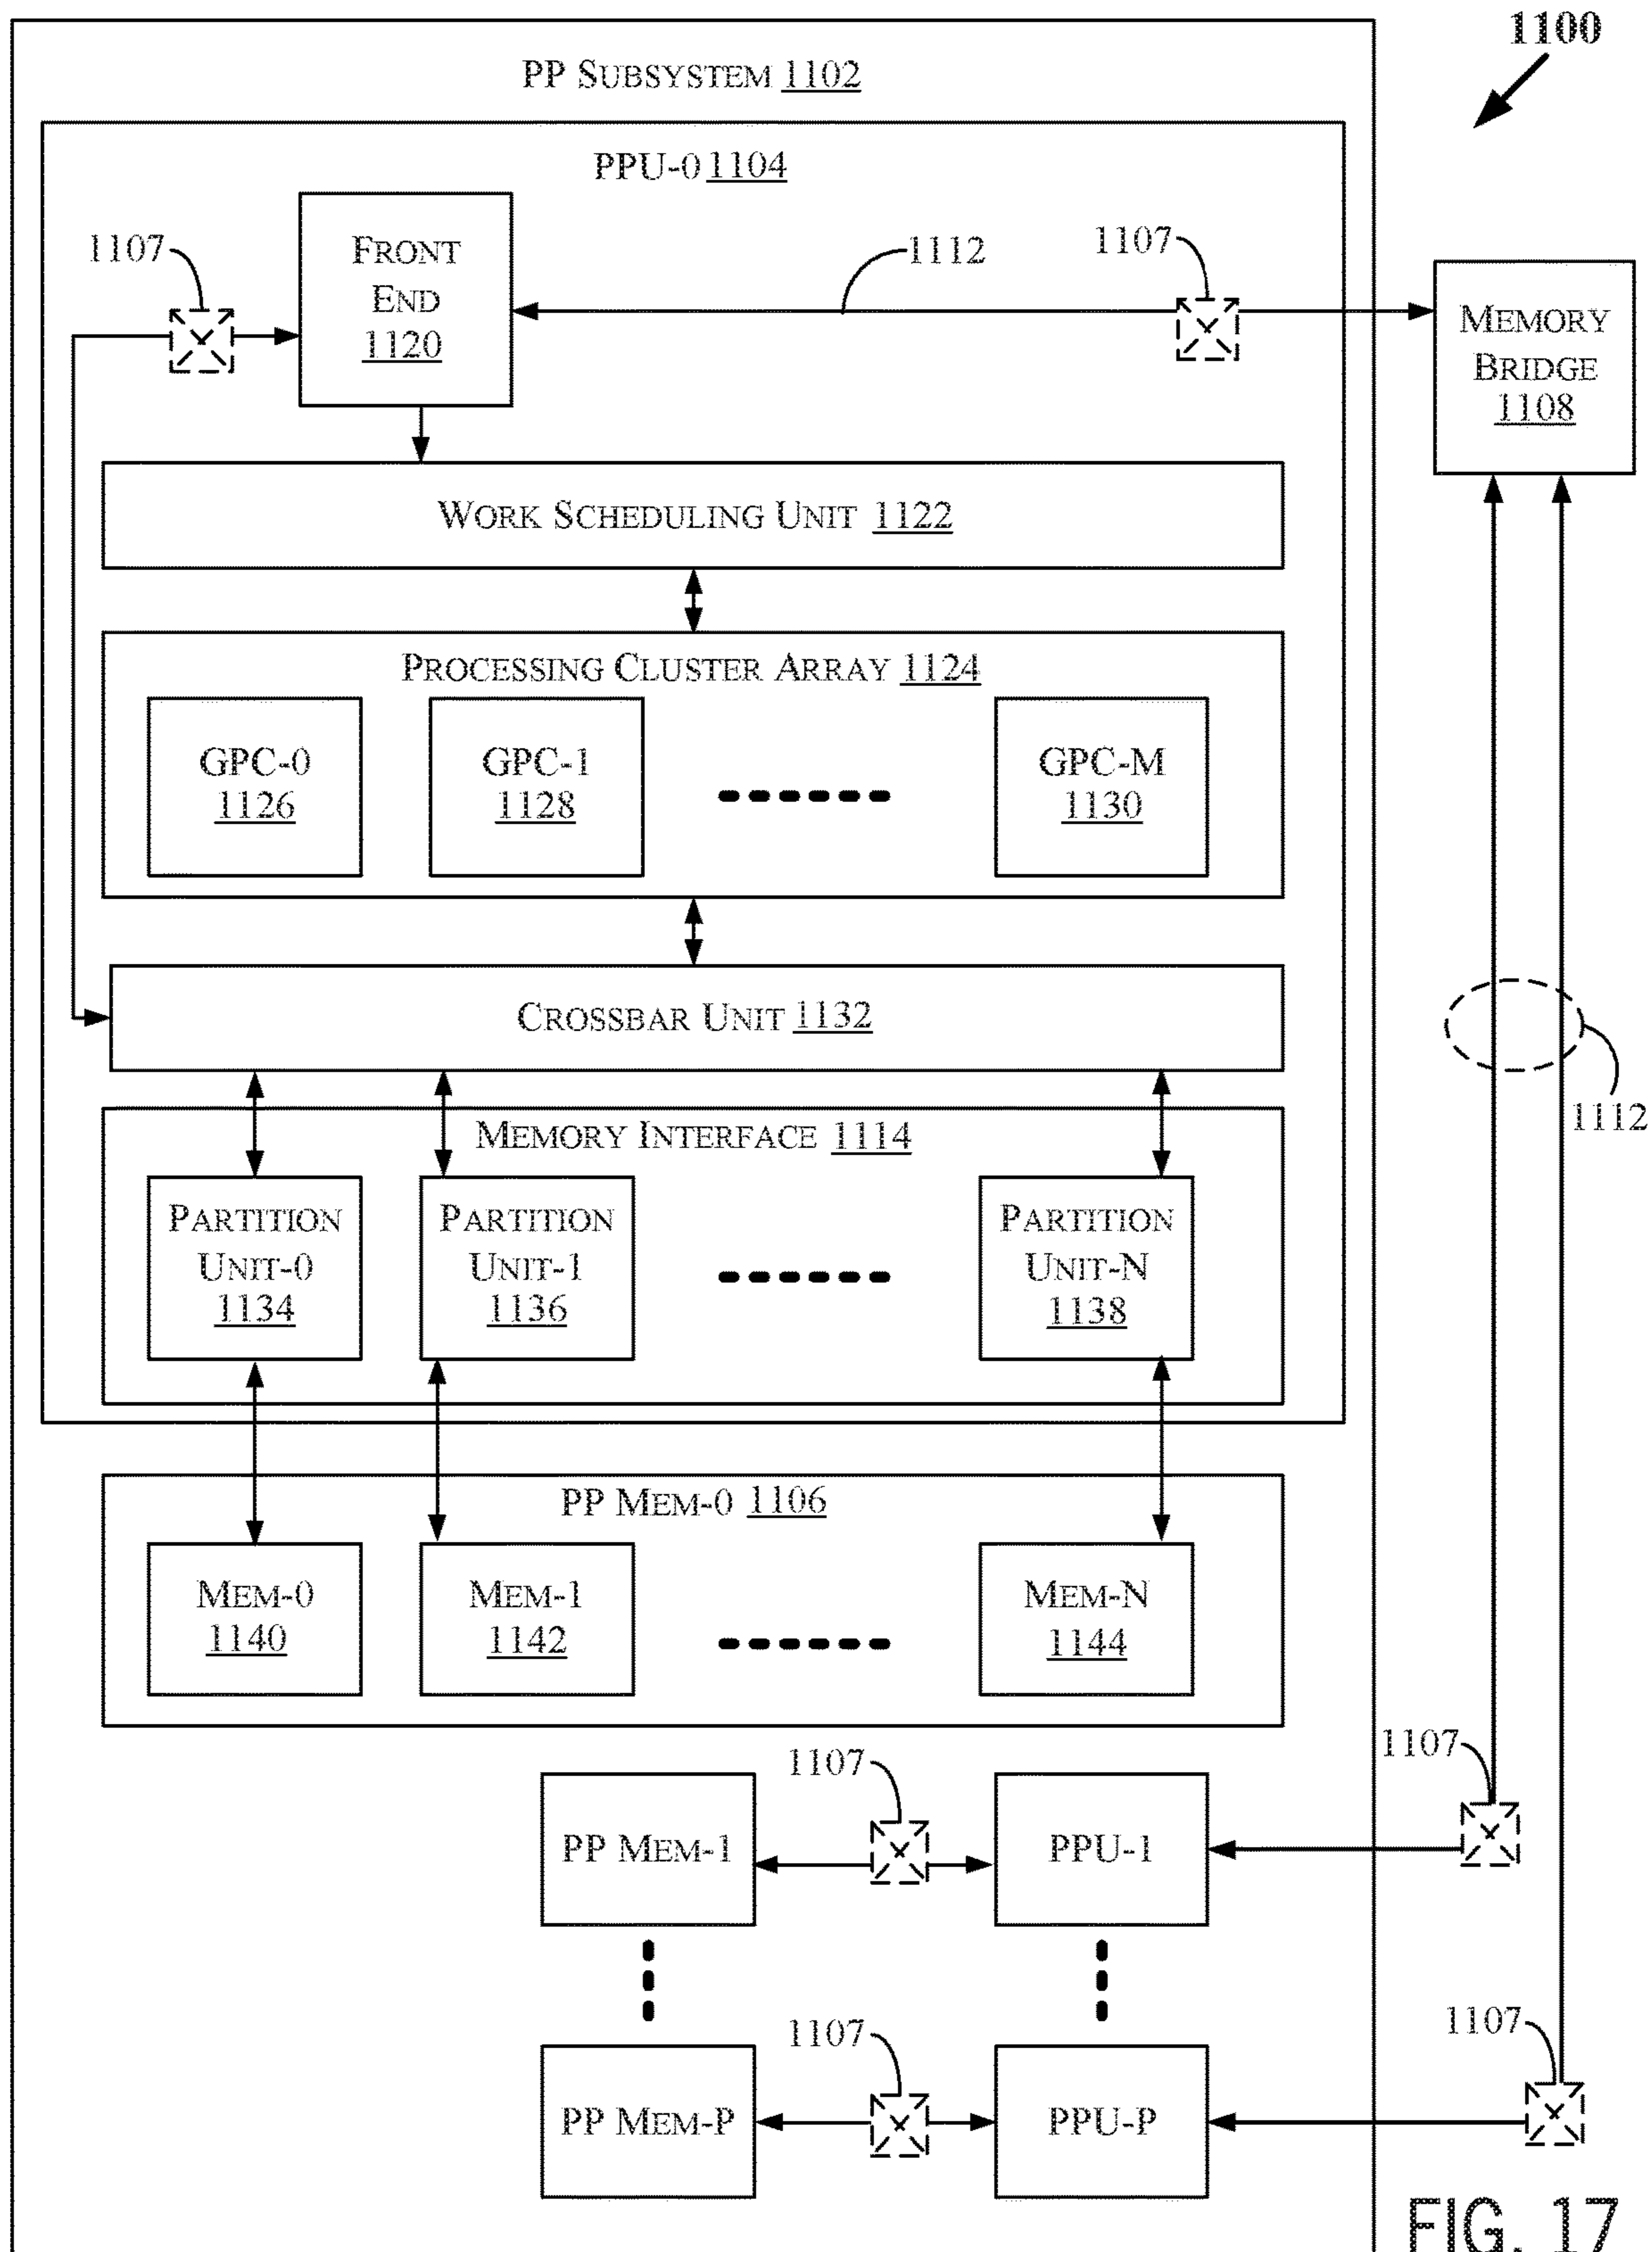 1100
PP SUBSYSTEM 1102
PPU-0 1104
1107
FRONT
END
1120
1112
1107
MEMORY
BRIDGE
1108
WORK SCHEDULING UNIT 1122
PROCESSING CLUSTER ARRAY 1124
GPC-0
1126
GPC-1
1128
GPC-M
1130
CROSSBAR UNIT 1132
1112
MEMORY INTERFACE 1114
PARTITION
UNIT-0
1134
PARTITION
UNIT-1
1136
PARTITION
UNIT-N
1138
PP MEM-0 1106
MEM-0
1140
MEM-1
1142
MEM-N
1144
1107
1107
PP MEM-1
PPU-1
1107
1107
PP MEM-P
PPU-P
FIG. 17